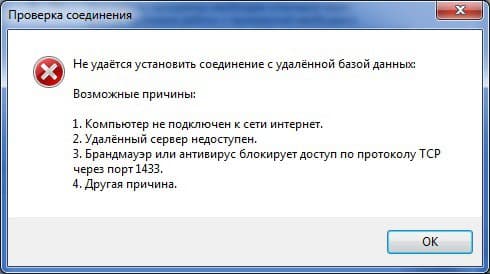 Проверка соединения
Не удаётся установить соединение с удалённой базой данных:
Возможные причины:
1. Компьютер не подключен к сети интернет.
2. Удалённый сервер недоступен.
3. Брандмауэр или антивирус блокирует доступ по протоколу TCP
через порт 1433.
4. Другая причина.
ОК